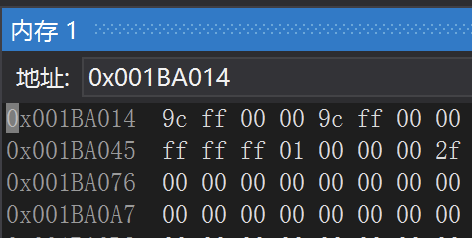 内存 1
地址: 0x001BA014
0x001BA014 9c ff 00 00 9c ff 00 00
0x001BA045 ff ff ff 01 00 00 00 2f
0x001BA076 00 00 00 00 00 00 00 00
0x001BA0A7 00 00 00 00 00 00 00 00